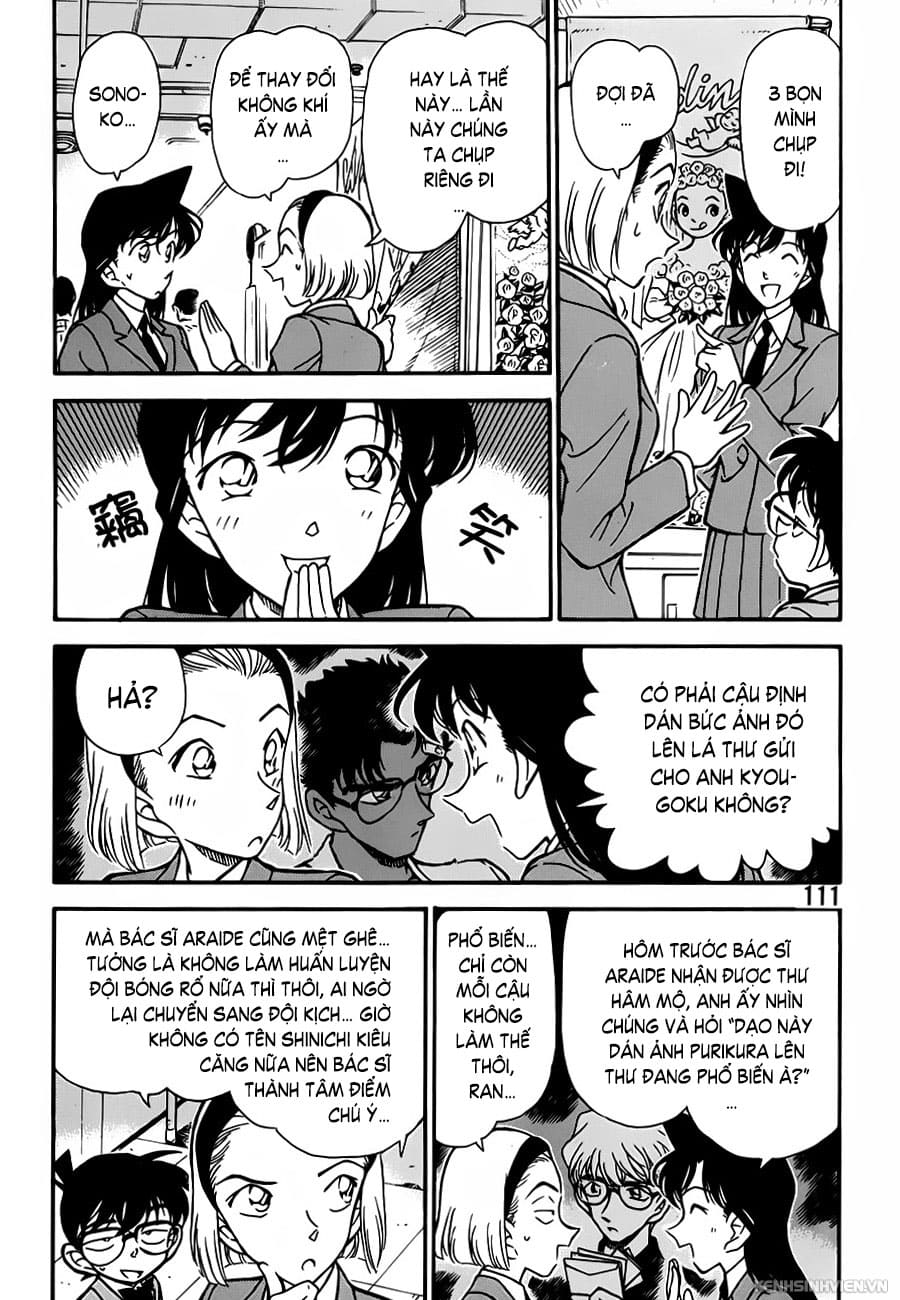 3 BỌN
MÌNH
CHỤP
ĐI!
ĐỢI ĐÃ
...
HAY LÀ THẾ
NÀY... LẦN
NÀY CHÚNG
TA CHỤP
RIÊNG ĐI
...
ĐỂ THAY ĐỔI
KHÔNG KHÍ
ẤY MÀ
...
SONO-
KO...
笑
竊
CÓ PHẢI CẬU ĐỊNH
DÁN BỨC ẢNH ĐÓ
LÊN LÁ THƯ GỬI
CHO ANH KYOU-
GOKU KHÔNG?
HẢ?
111
HÔM TRƯỚC BÁC SĨ
ARAIDE NHẬN ĐƯỢC THƯ
HÂM MỘ, ANH ẤY NHÌN
CHÚNG VÀ HỎI “DẠO NÀY
DÁN ẢNH PURIKURA LÊN
THƯ ĐANG PHỔ BIẾN À?”
...
PHỔ BIẾN...
CHỈ CÒN
MỖI CẬU
KHÔNG
LÀM THẾ
THÔI,
RAN...
MÀ BÁC SĨ ARAIDE CŨNG MỆT GHÊ...
TƯỞNG LÀ KHÔNG LÀM HUẤN LUYỆN
ĐỘI BÓNG RỔ NỮA THÌ THÔI, AI NGỜ
LẠI CHUYỂN SANG ĐỘI KỊCH... GIỜ
KHÔNG CÓ TÊN SHINICHI KIÊU
CĂNG NỮA NÊN BÁC SĨ
THÀNH TÂM ĐIỂM
CHÚ Ý...
KENHSINHVIEN.VN